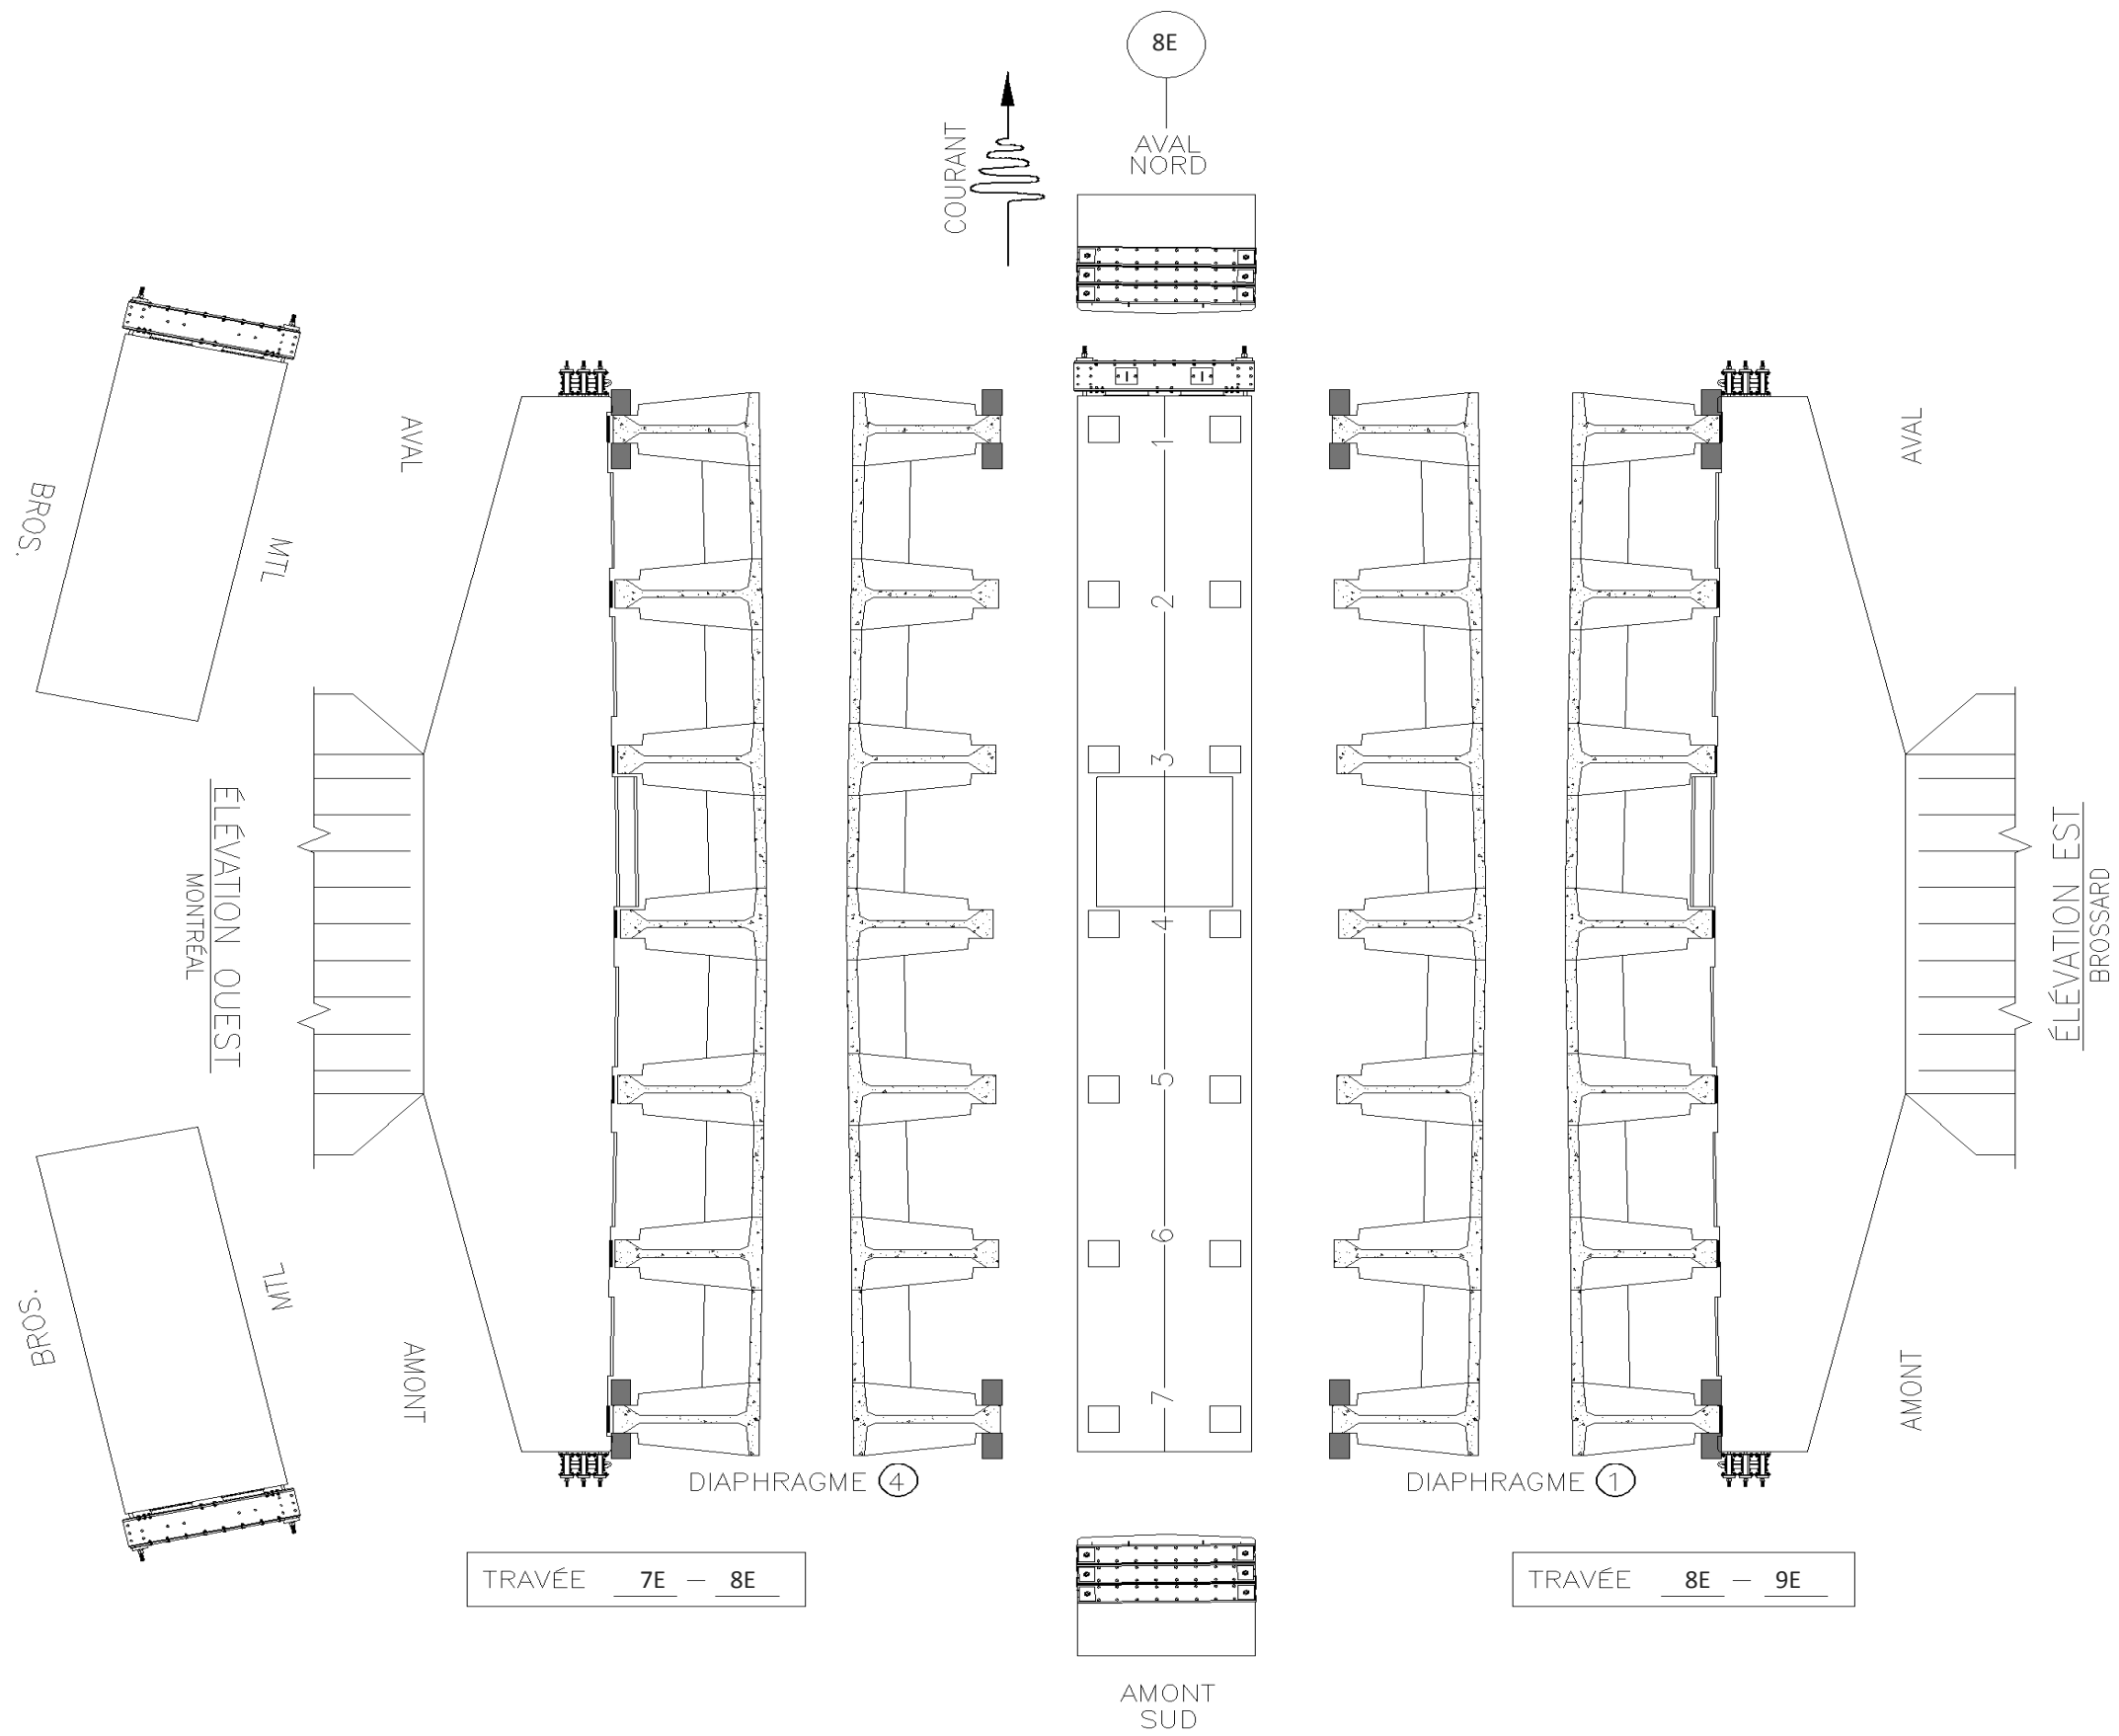 8E
COURANT
AVAL
NORD
AVAL
BROS.
MTL
AVAL
1
2
3
4
5
6
7
ÉLÉVATION OUEST
MONTRÉAL
ÉLÉVATION EST
BROSSARD
MTL
BROS.
AMONT
AMONT
DIAPHRAGME 4
DIAPHRAGME 1
TRAVÉE 7E — 8E
TRAVÉE 8E — 9E
AMONT
SUD